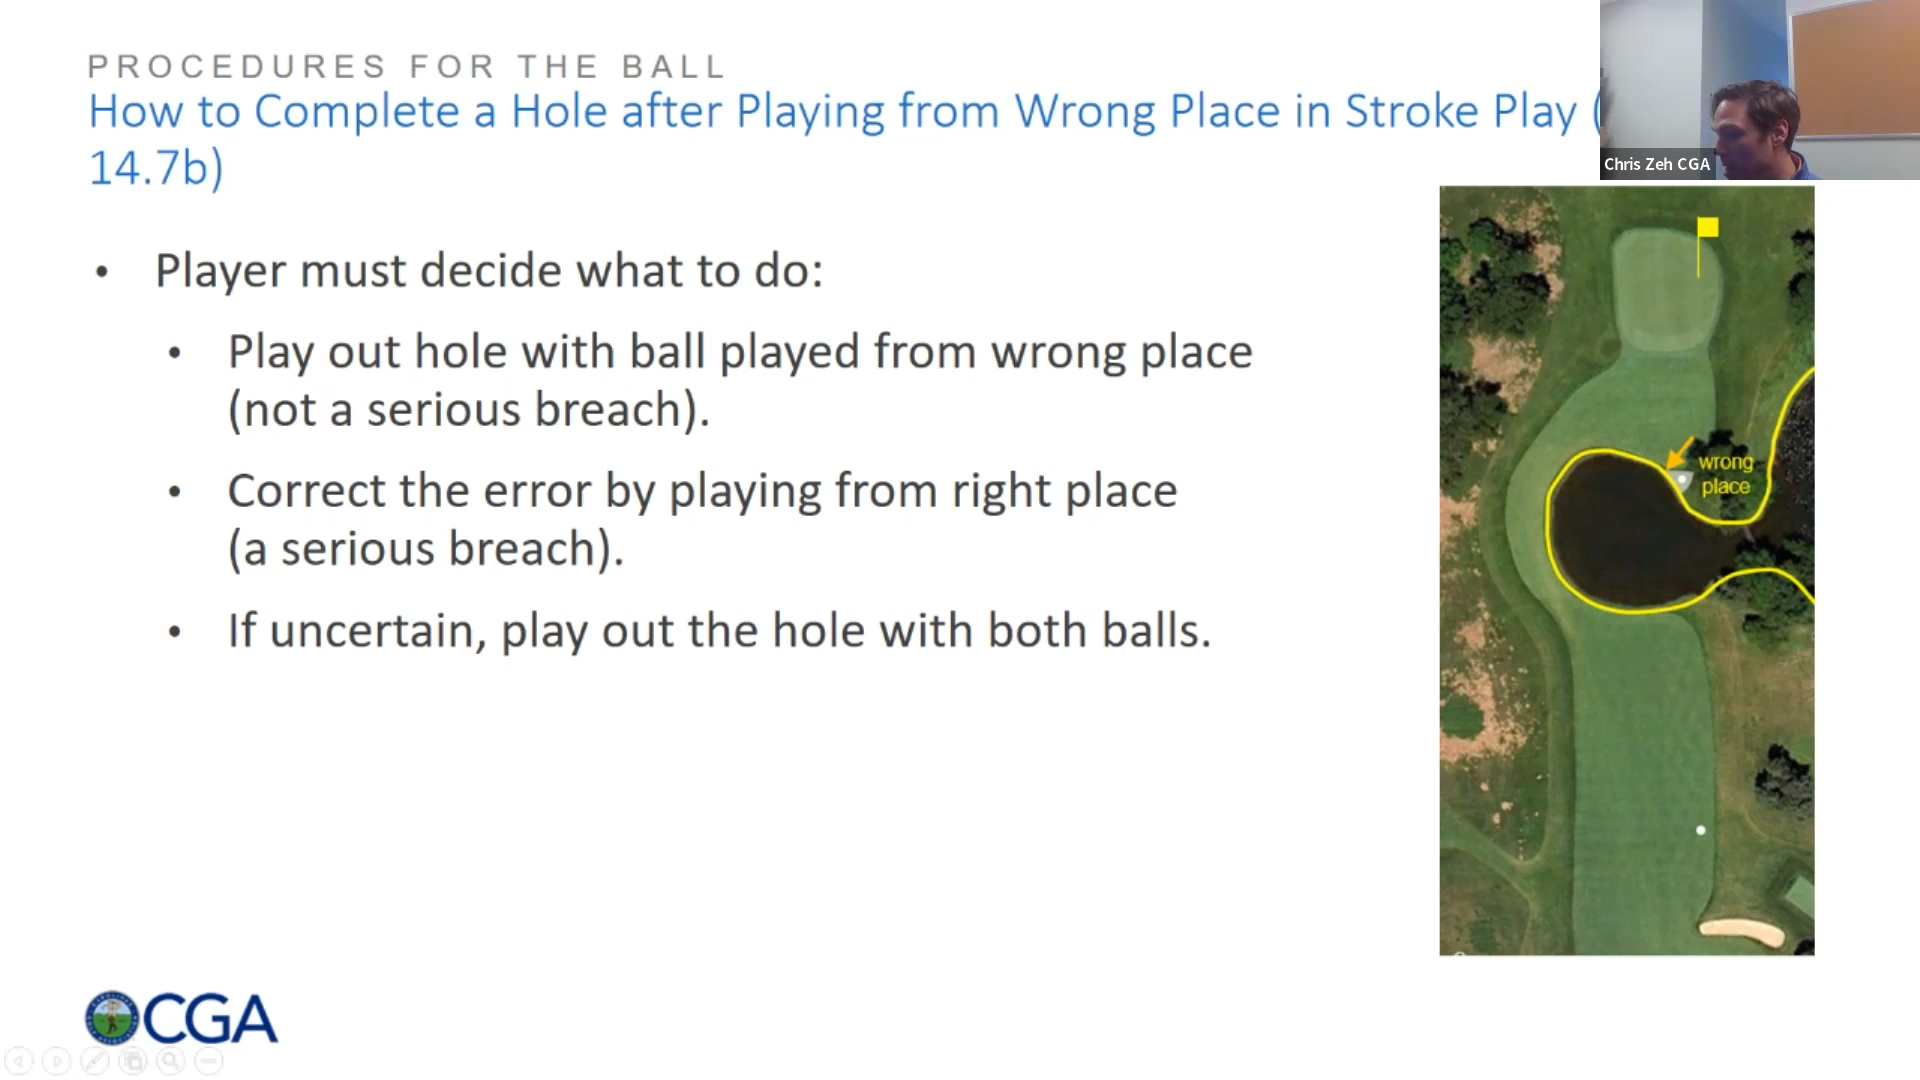 PROCEDURES FOR THE BALL
How to Complete a Hole after Playing from Wrong Place in Stroke Play (
14.7b)
Chris Zeh CGA
• Player must decide what to do:
• Play out hole with ball played from wrong place
(not a serious breach).
• Correct the error by playing from right place
(a serious breach).
• If uncertain, play out the hole with both balls.
wrong
place
CGA